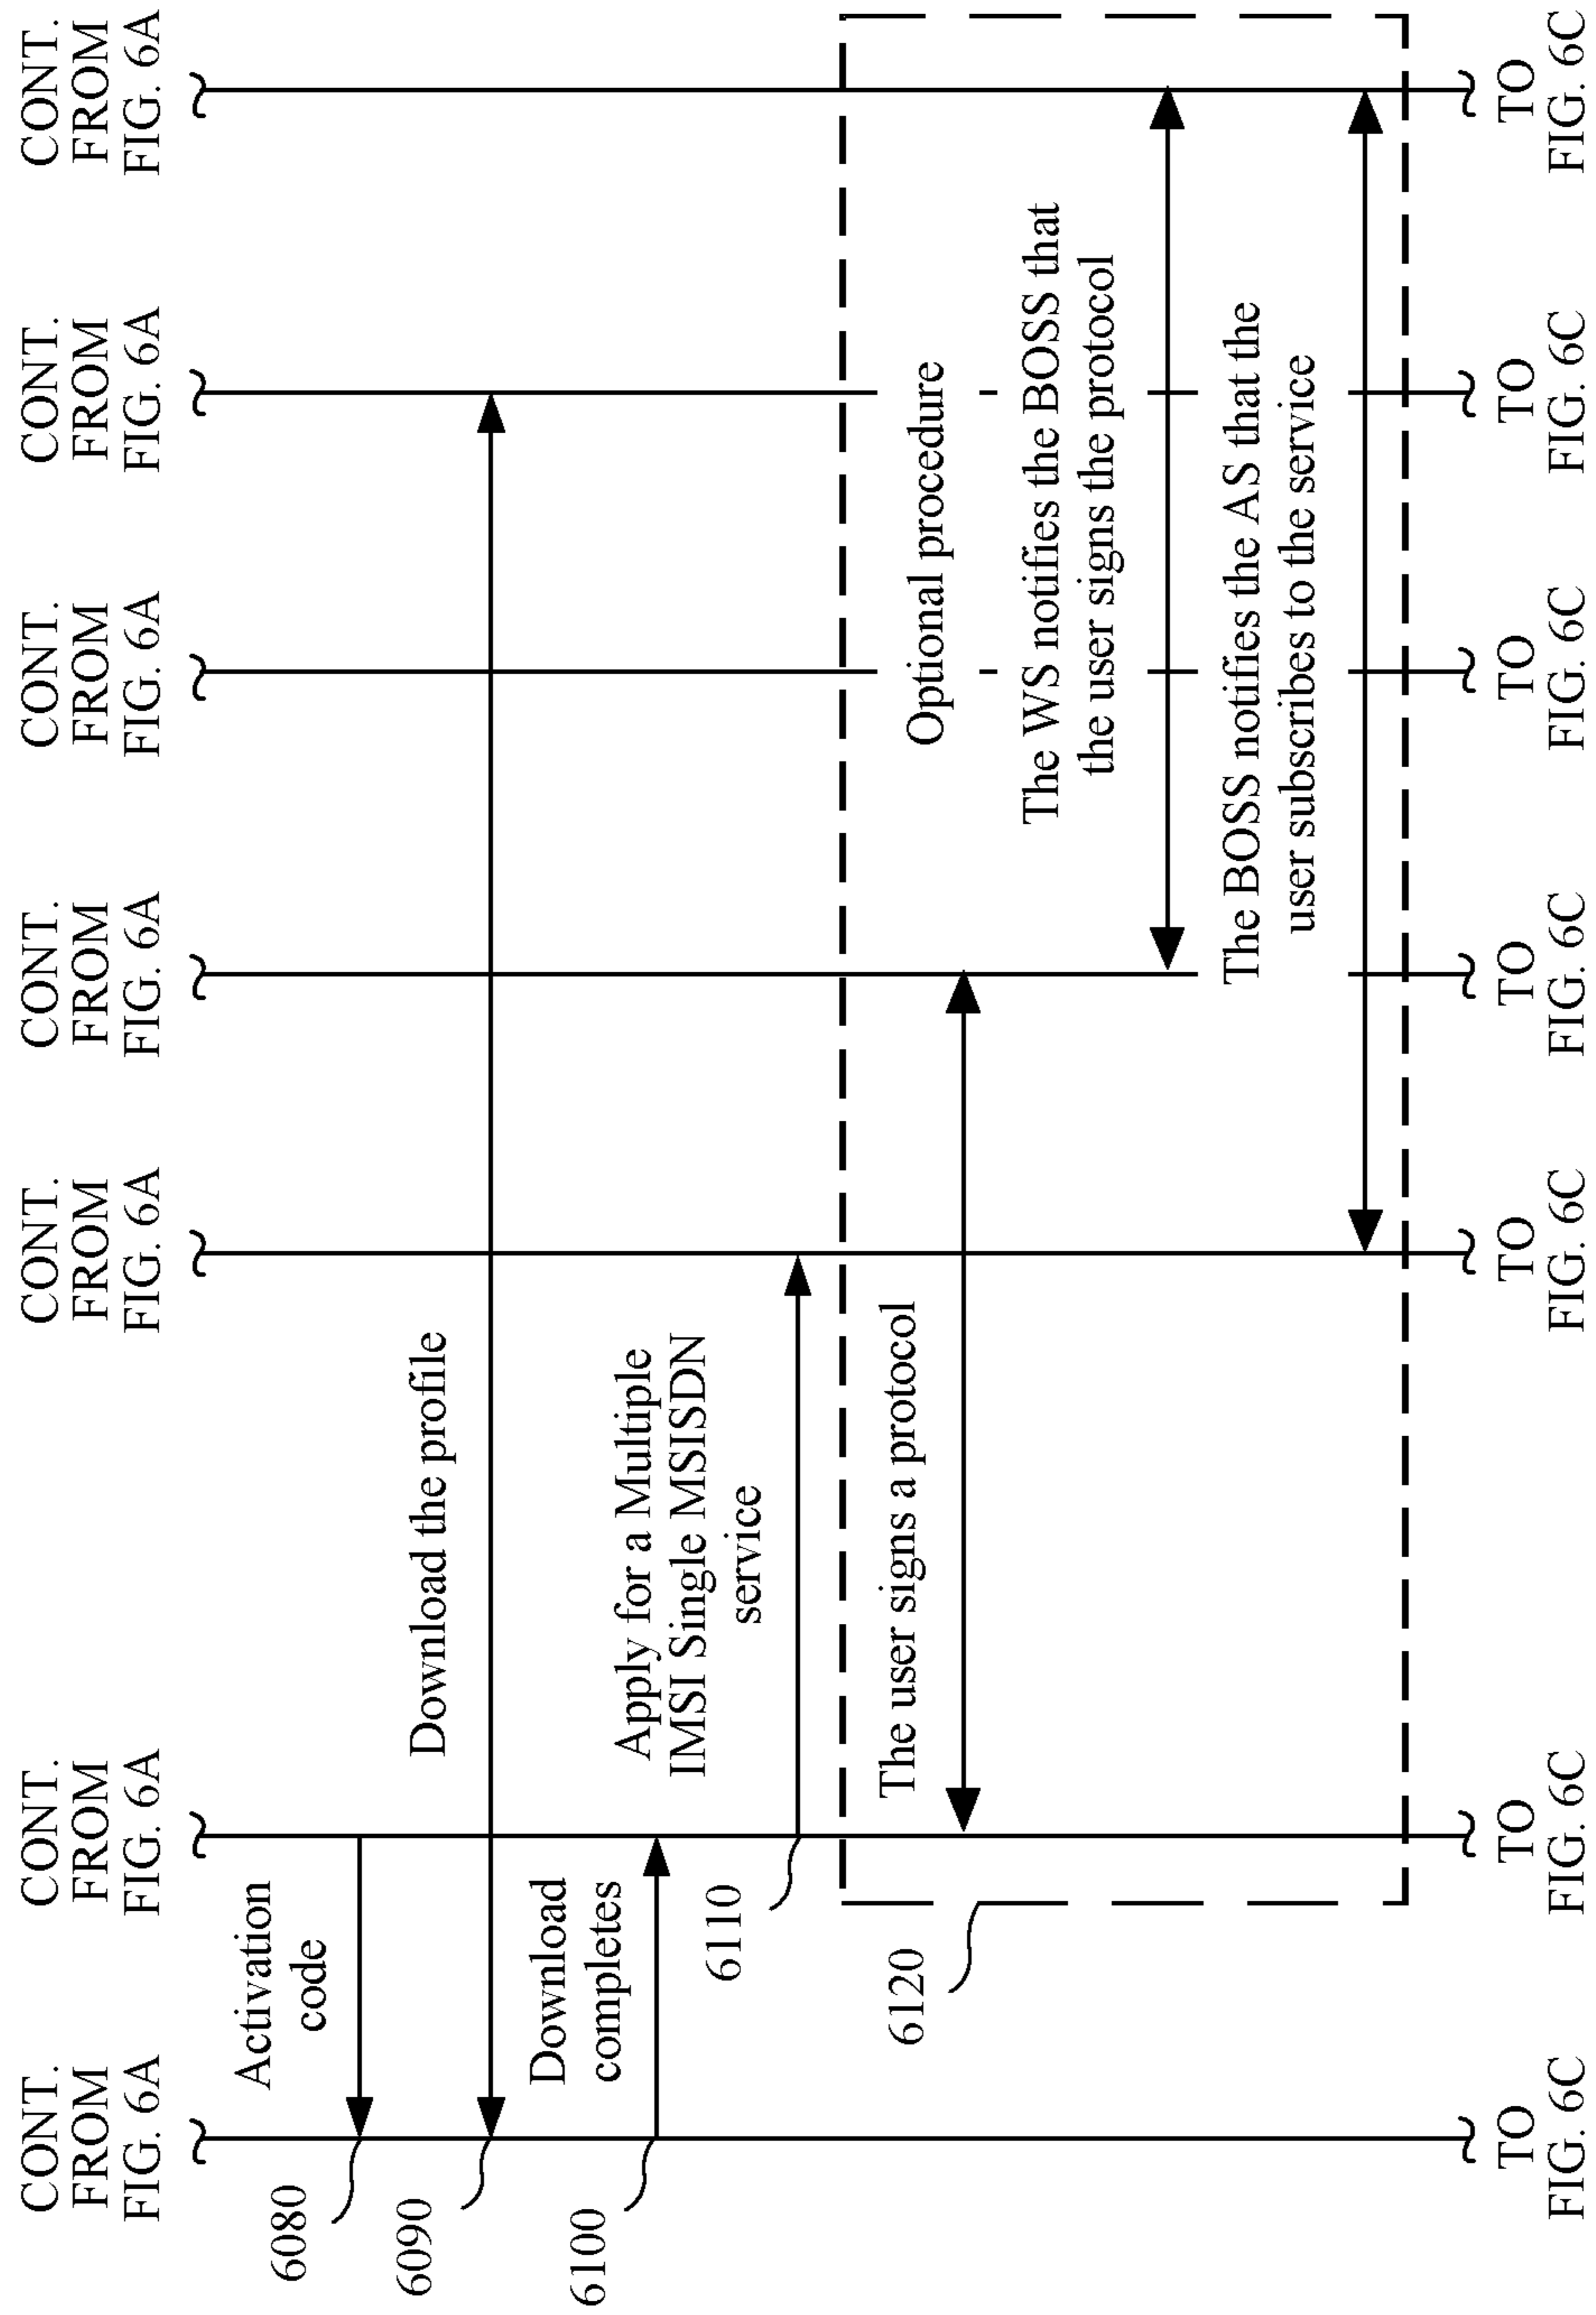 CONT.
FROM
FIG. 6A
CONT.
FROM
FIG. 6A
CONT.
FROM
FIG. 6A
CONT.
FROM
FIG. 6A
CONT.
FROM
FIG. 6A
CONT.
FROM
FIG. 6A
CONT.
FROM
FIG. 6A
6080
Activation
code
6090
Download the profile
6100
Download
completes
6110
Apply for a Multiple
IMSI Single MSISDN
service
6120
The user signs a protocol
Optional procedure
The WS notifies the BOSS that
the user signs the protocol
The BOSS notifies the AS that the
user subscribes to the service
TO
FIG. 6C
TO
FIG. 6C
TO
FIG. 6C
TO
FIG. 6C
TO
FIG. 6C
TO
FIG. 6C
TO
FIG. 6C